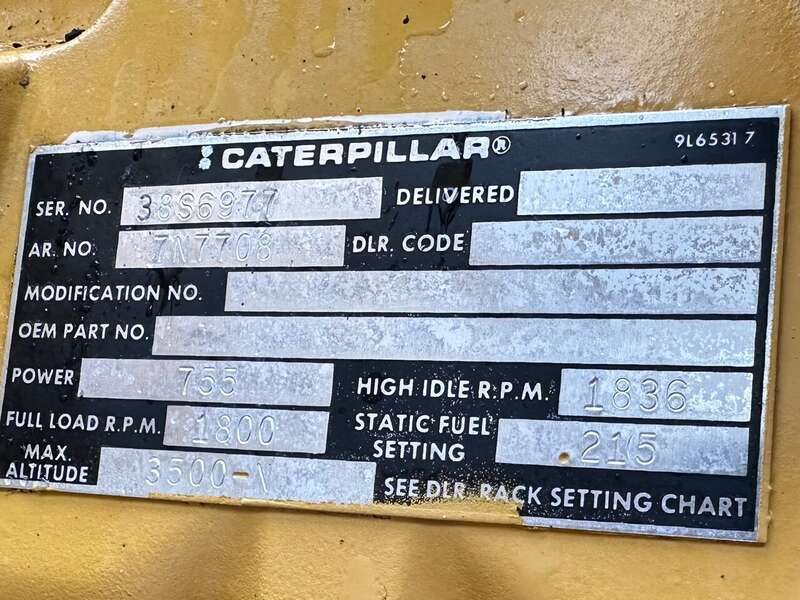 CATERPILLAR® 9L6531 7
SER. NO. 38S6977 DELIVERED
AR. NO. 7N7708 DLR. CODE
MODIFICATION NO.
OEM PART NO.
POWER 755 HIGH IDLE R.P.M. 1836
FULL LOAD R.P.M. 1800 STATIC FUEL SETTING .215
MAX. ALTITUDE 3500-N SEE DLR. RACK SETTING CHART